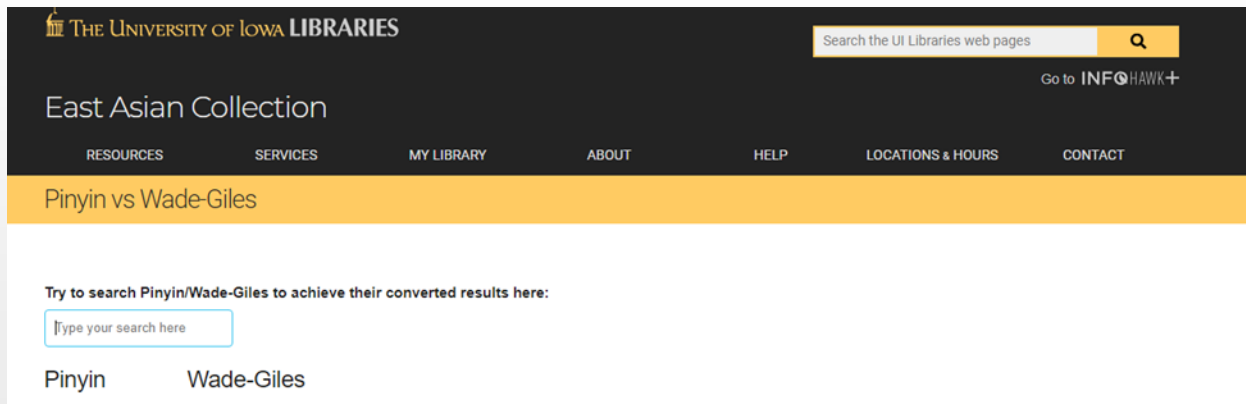 THE UNIVERSITY OF IOWA LIBRARIES
Search the UI Libraries web pages
Go to INFOHAWK+
East Asian Collection
RESOURCES SERVICES MY LIBRARY ABOUT HELP LOCATIONS & HOURS CONTACT
Pinyin vs Wade-Giles
Try to search Pinyin/Wade-Giles to achieve their converted results here:
Type your search here
Pinyin Wade-Giles